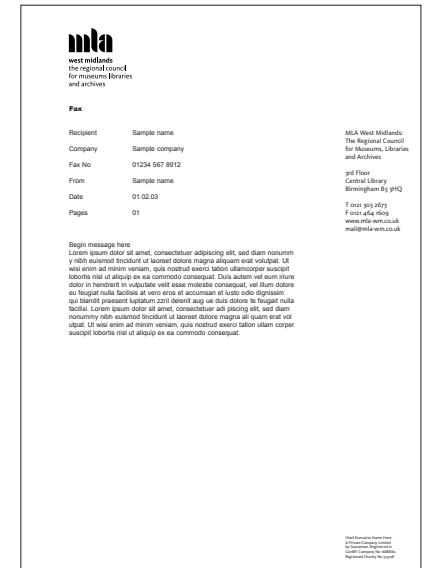 mla
west midlands
the regional council
for museums libraries
and archives
Fax
Recipient Sample name
Company Sample company
Fax No 01234 567 8912
From Sample name
Date 01.02.03
Pages 01
MLA West Midlands:
The Regional Council
for Museums, Libraries
and Archives
3rd Floor
Central Library
Birmingham B3 3HQ
T 0121 303 2673
F 0121 464 1609
www.mla-wm.co.uk
mail@mla-wm.co.uk
Begin message here
Lorem ipsum dolor sit amet, consectetuer adipiscing elit, sed diam nonumm
y nibh euismod tincidunt ut laoreet dolore magna aliquam erat volutpat. Ut
wisi enim ad minim veniam, quis nostrud exerci tation ullamcorper suscipit
lobortis nisl ut aliquip ex ea commodo consequat. Duis autem vel eum iriure
dolor in hendrerit in vulputate velit esse molestie consequat, vel illum dolore
eu feugiat nulla facilisis at vero eros et accumsan et iusto odio dignissim
qui blandit praesent luptatum zzril delenit aug ue duis dolore te feugait nulla
facilisi. Lorem ipsum dolor sit amet, consectetuer adi piscing elit, sed diam
nonummy nibh euismod tincidunt ut laoreet dolore magna ali quam erat vol
utpat. Ut wisi enim ad minim veniam, quis nostrud exerci tation ullam corper
suscipit lobortis nisl ut aliquip ex ea commodo consequat.
Chief Executive Name Here
A Private Company Limited
by Guarantee Registered in
Cardiff. Company No
Registered Charity No